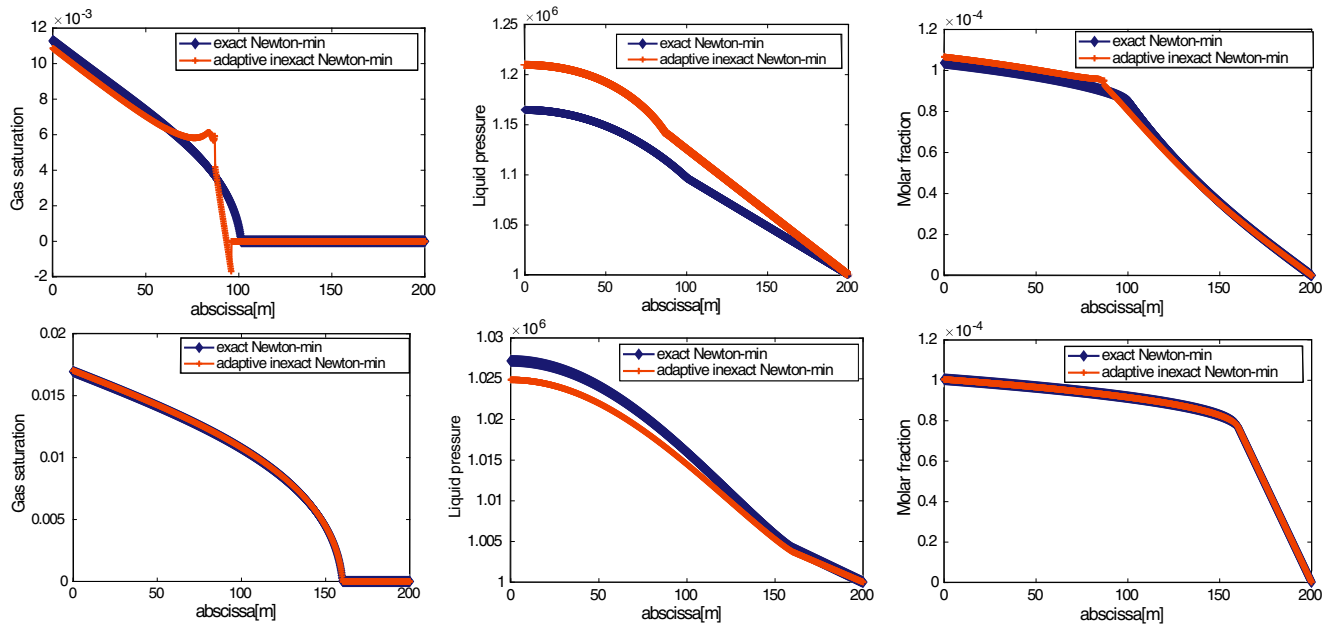 12 ×10-3
10
8
6
4
2
0
-2
0 50 100 150 200
Gas saturation
abscissa[m]
exact Newton-min
adaptive inexact Newton-min
×10^6
1.25
1.2
1.15
1.1
1.05
1
0 50 100 150 200
Liquid pressure
abscissa[m]
exact Newton-min
adaptive inexact Newton-min
×10-4
1.2
1
0.8
0.6
0.4
0.2
0
0 50 100 150 200
Molar fraction
abscissa[m]
exact Newton-min
adaptive inexact Newton-min
0.02
0.015
0.01
0.005
0
0 50 100 150 200
Gas saturation
abscissa[m]
exact Newton-min
adaptive inexact Newton-min
×10^6
1.03
1.025
1.02
1.015
1.01
1.005
1
0 50 100 150 200
Liquid pressure
abscissa[m]
exact Newton-min
adaptive inexact Newton-min
×10-4
1.2
1
0.8
0.6
0.4
0.2
0
0 50 100 150 200
Molar fraction
abscissa[m]
exact Newton-min
adaptive inexact Newton-min